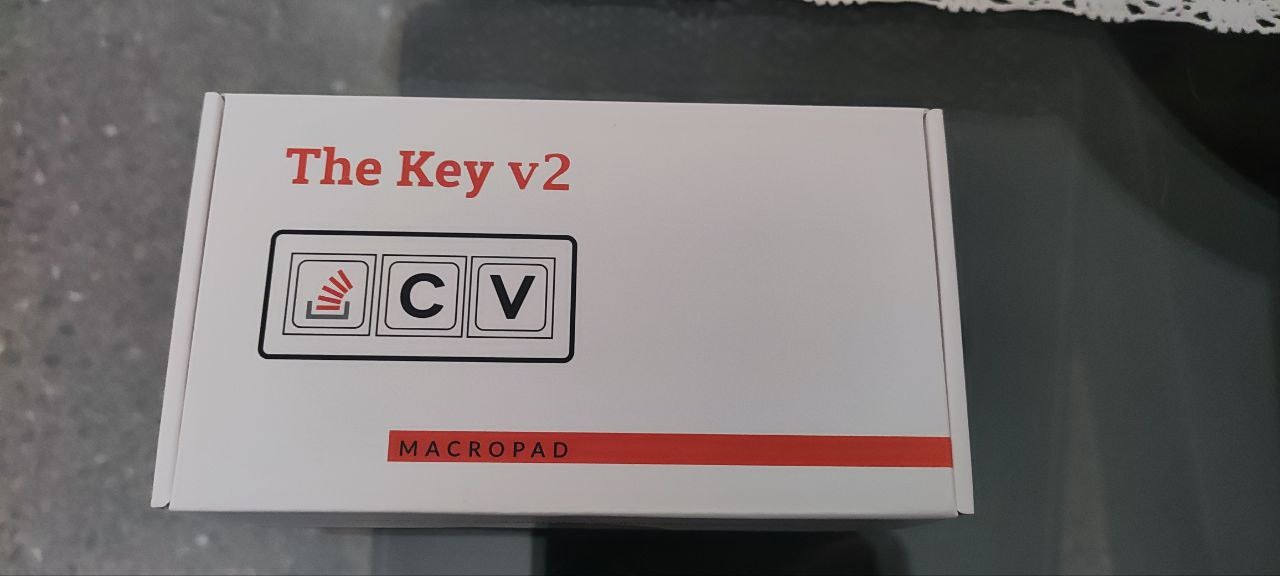 The Key v2
C V
MACROPAD